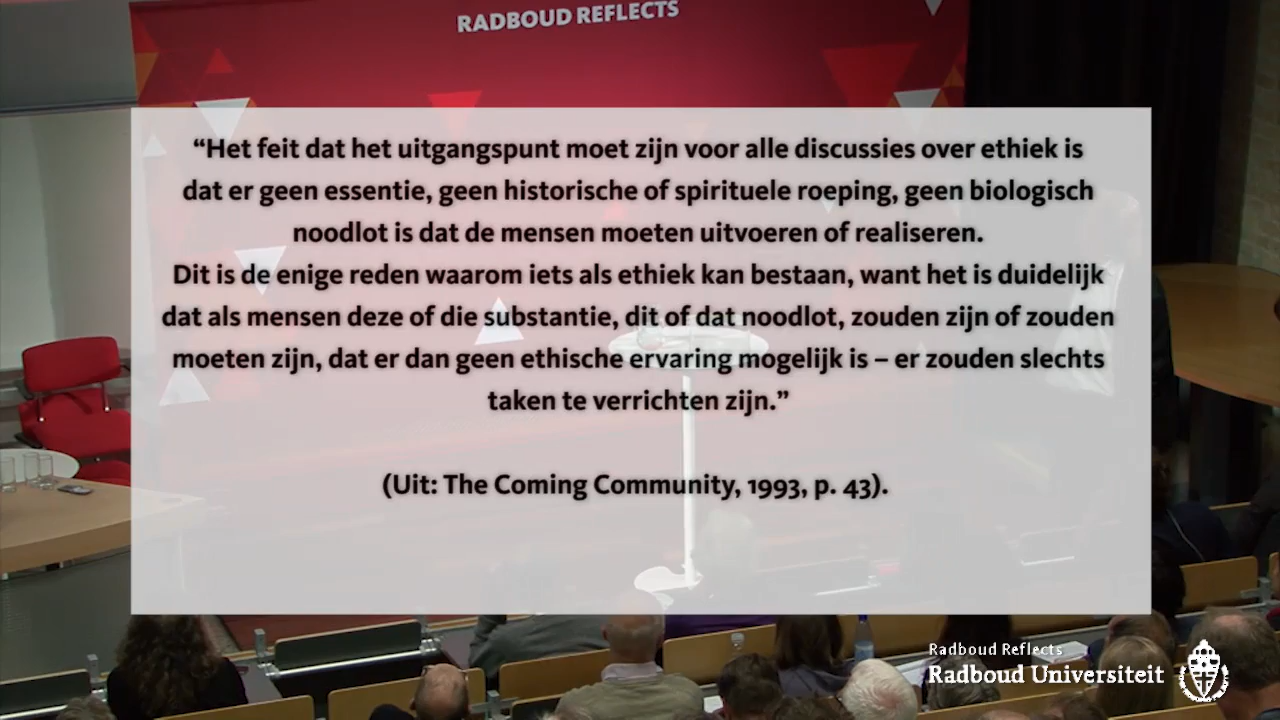 RADBOUD REFLECTS
“Het feit dat het uitgangspunt moet zijn voor alle discussies over ethiek is
dat er geen essentie, geen historische of spirituele roeping, geen biologisch
noodlot is dat de mensen moeten uitvoeren of realiseren.
Dit is de enige reden waarom iets als ethiek kan bestaan, want het is duidelijk
dat als mensen deze of die substantie, dit of dat noodlot, zouden zijn of zouden
moeten zijn, dat er dan geen ethische ervaring mogelijk is – er zouden slechts
taken te verrichten zijn.”
(Uit: The Coming Community, 1993, p. 43).
Radboud Reflects
Radboud Universiteit